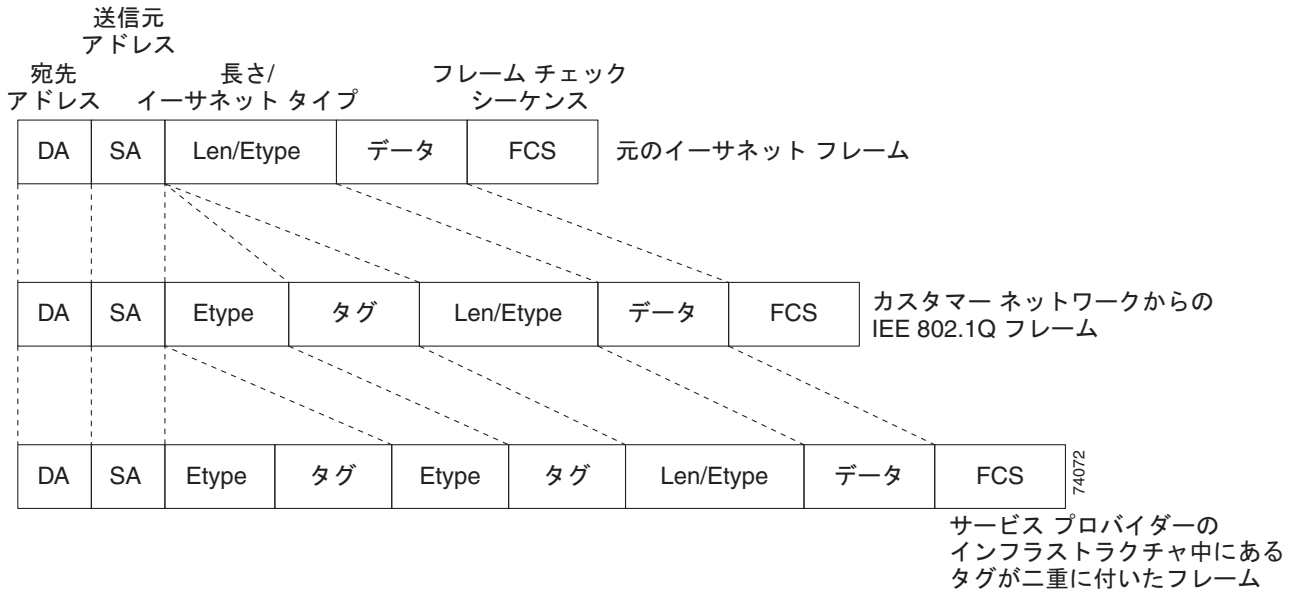 送信元
アドレス
宛先
アドレス
長さ/
イーサネット タイプ
フレーム チェック
シーケンス
DA SA Len/Etype データ FCS 元のイーサネット フレーム
DA SA Etype タグ Len/Etype データ FCS
カスタマー ネットワークからの
IEE 802.1Q フレーム
DA SA Etype タグ Etype タグ Len/Etype データ FCS
74072
サービス プロバイダーの
インフラストラクチャ中にある
タグが二重に付いたフレーム